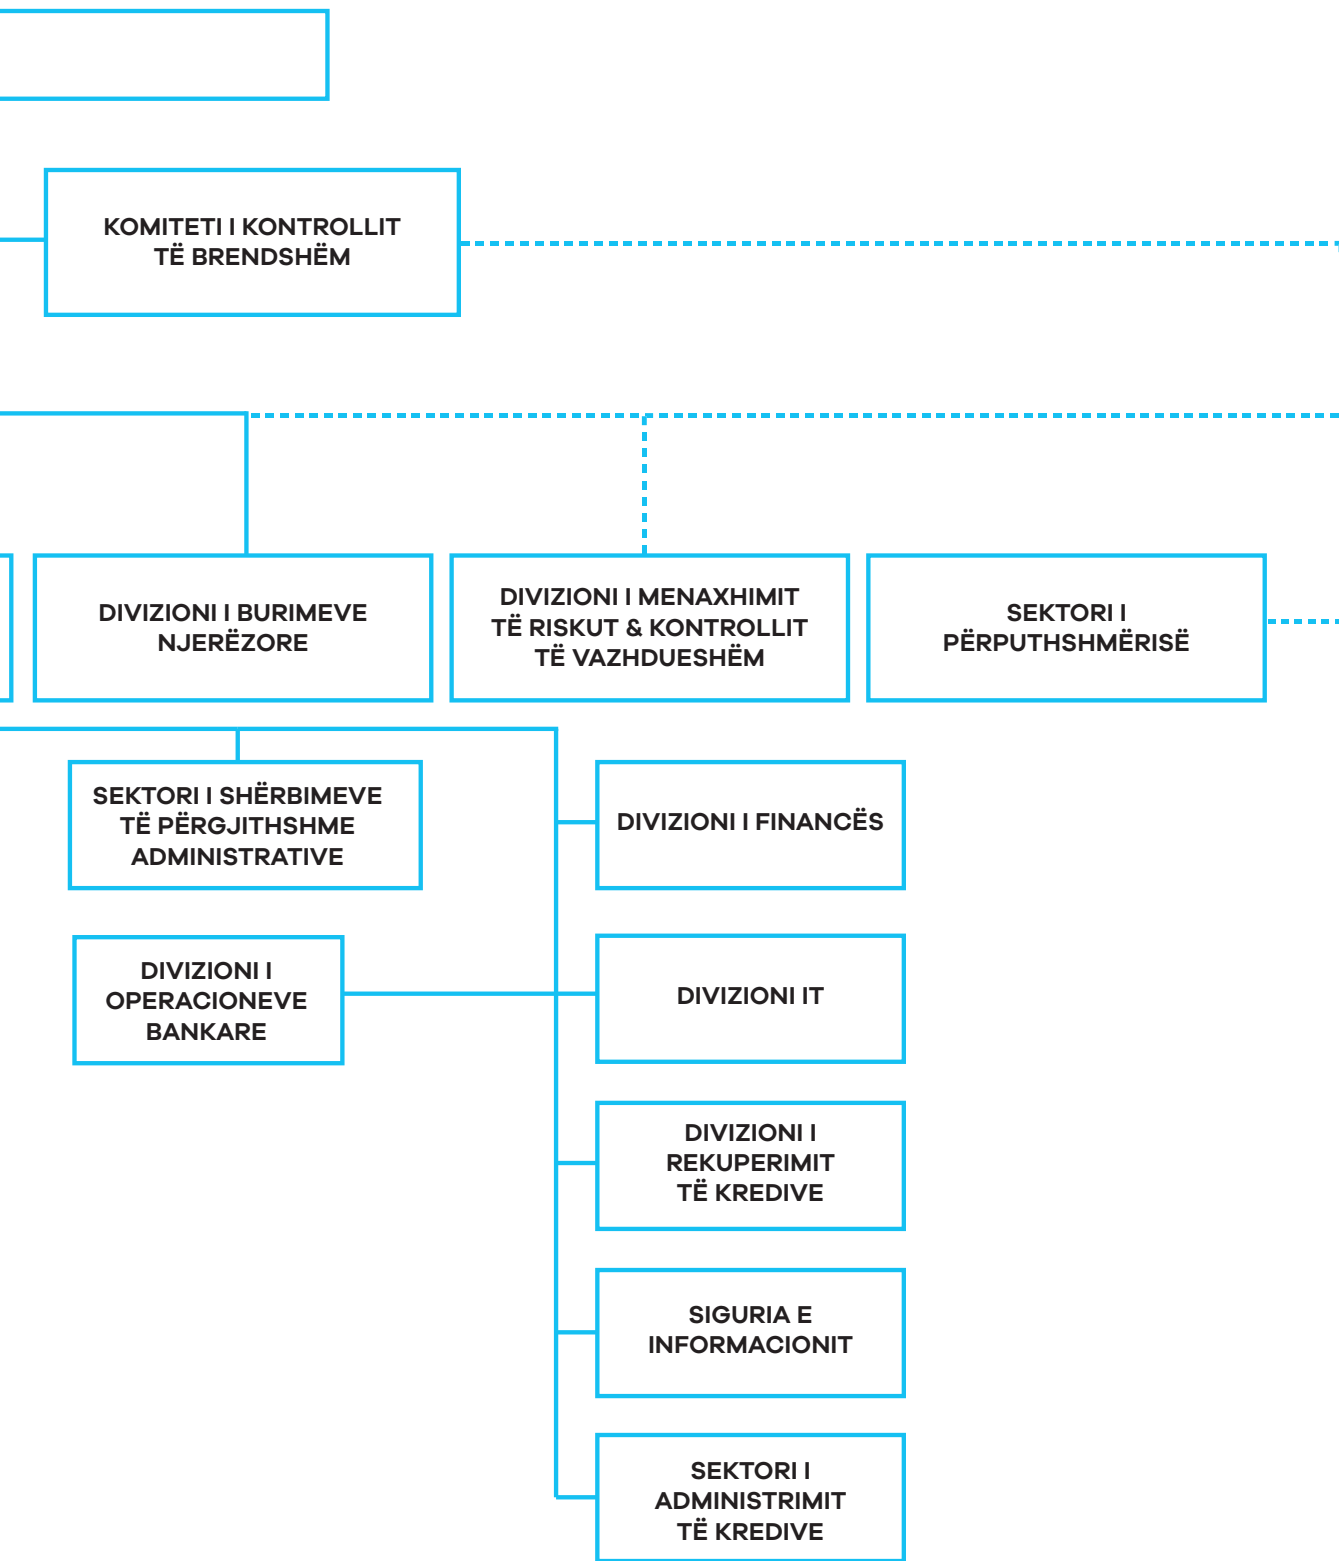 KOMITETI I KONTROLLIT
TË BRENDSHËM
DIVIZIONI I BURIMEVE
NJERËZORE
DIVIZIONI I MENAXHIMIT
TË RISKUT & KONTROLLIT
TË VAZHDUESHËM
SEKTORI I
PËRPUTHSHMËRISË
SEKTORI I SHËRBIMEVE
TË PËRGJITHSHME
ADMINISTRATIVE
DIVIZIONI I FINANCËS
DIVIZIONI I
OPERACIONEVE
BANKARE
DIVIZIONI IT
DIVIZIONI I
REKUPERIMIT
TË KREDIVE
SIGURIA E
INFORMACIONIT
SEKTORI I
ADMINISTRIMIT
TË KREDIVE